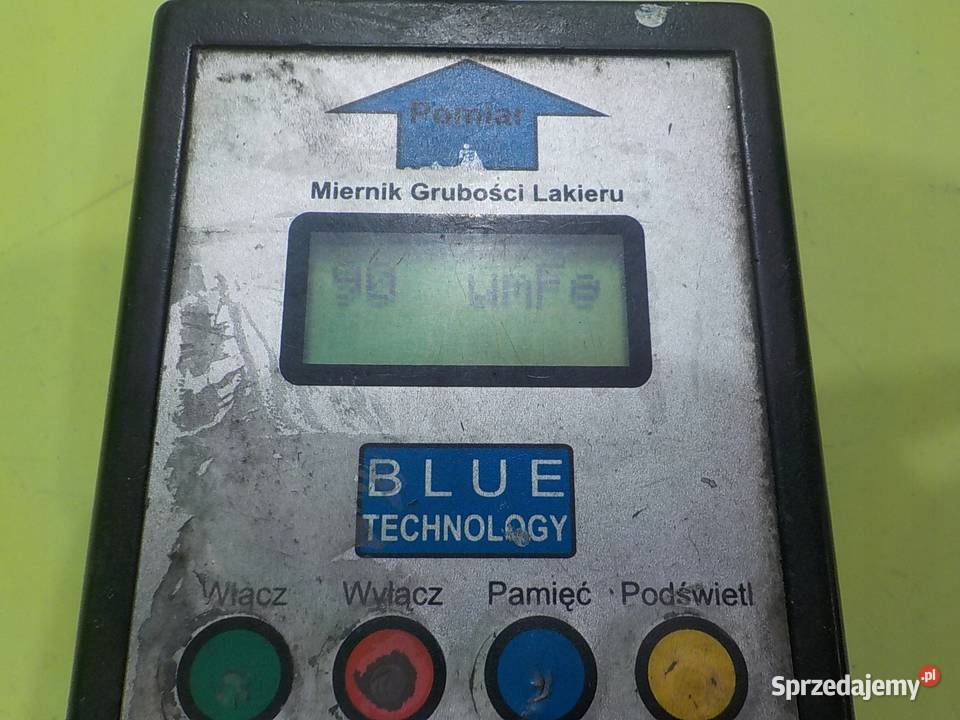 Pomiar
Miernik Grubości Lakieru
90 umFe
BLUE
TECHNOLOGY
Włącz Wyłącz Pamięć Podświetl
Sprzedajemy.pl